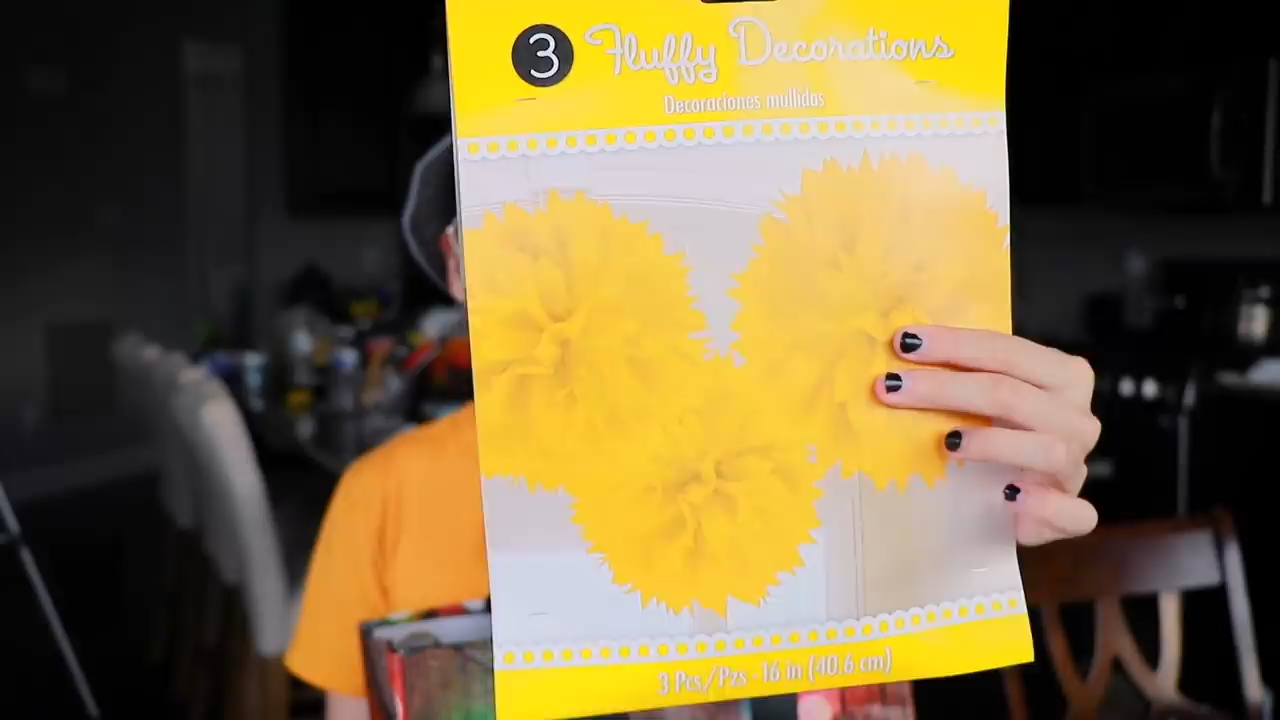 3 Fluffy Decorations
Decoraciones mullidas
3 Pcs./Pzs - 16 in (40.6 cm)